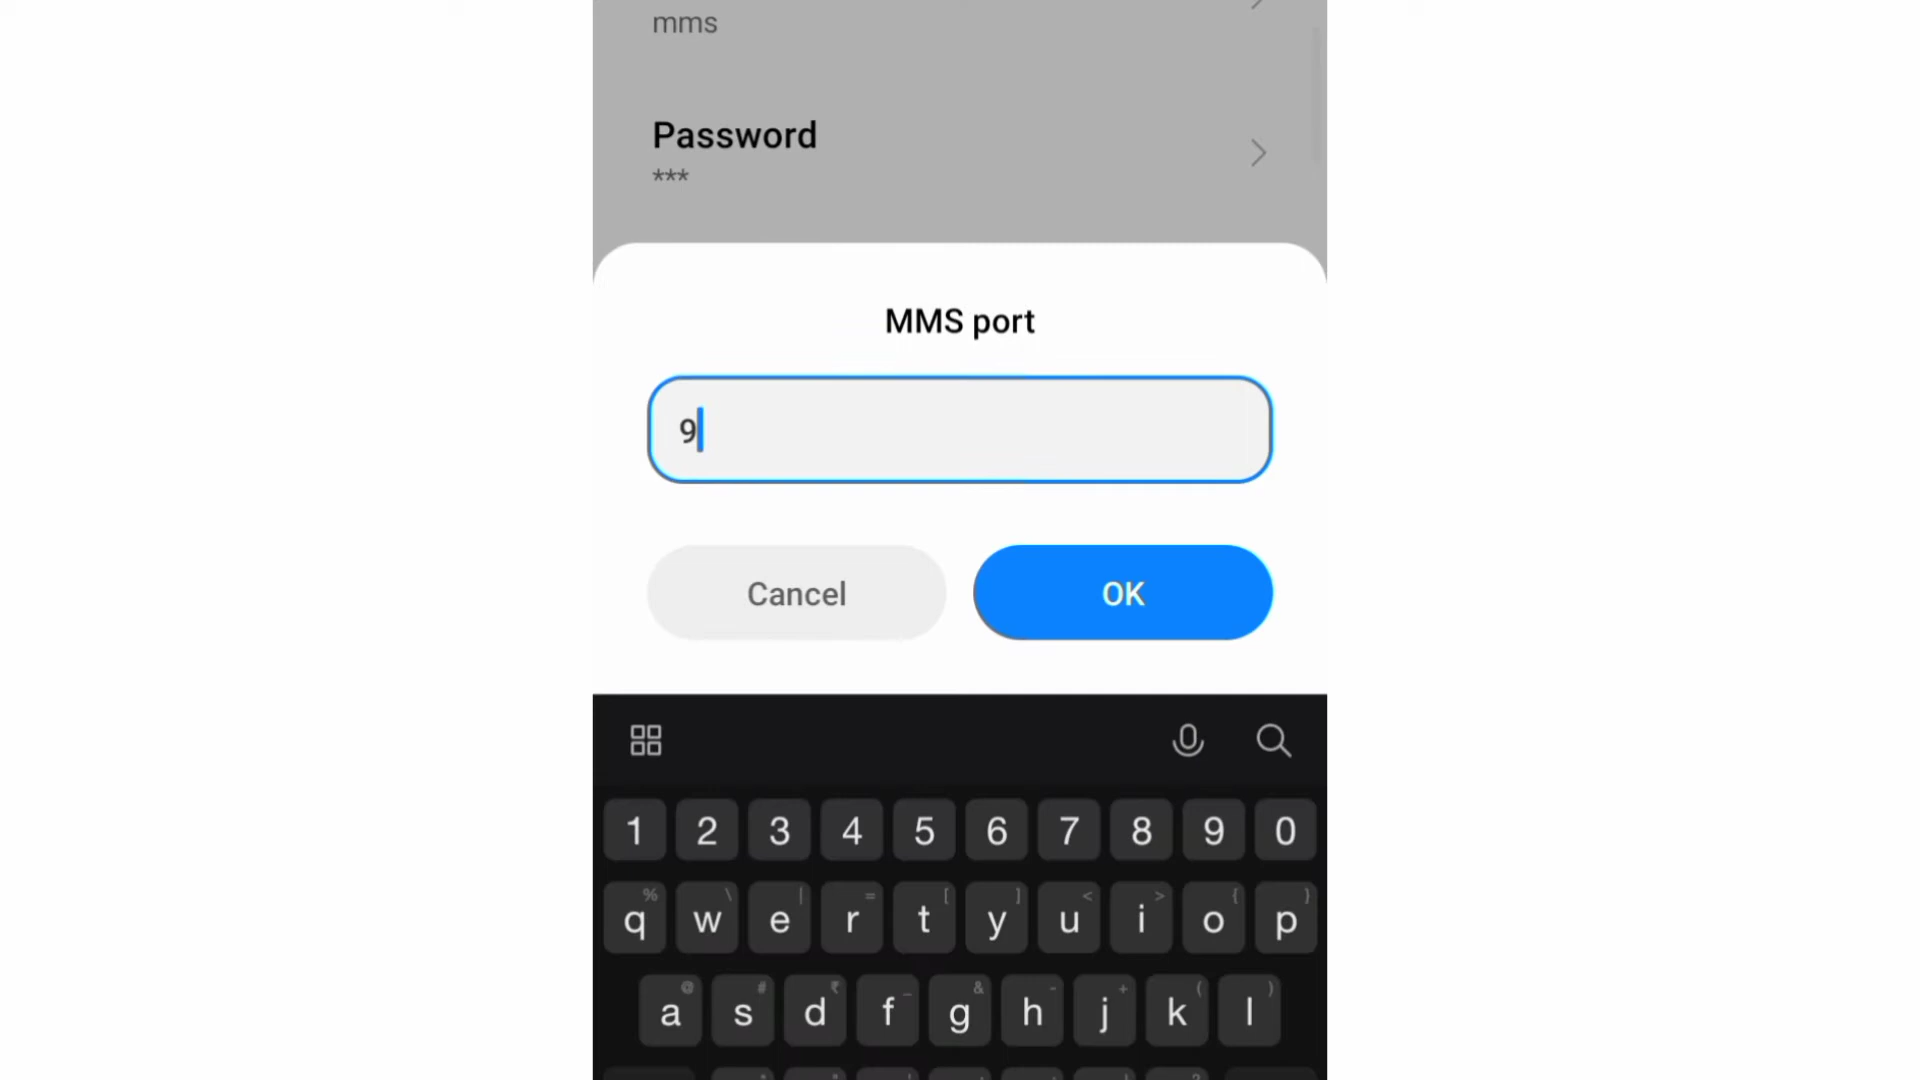 mms
Password
***
MMS port
9
Cancel
OK
1 2 3 4 5 6 7 8 9 0
% \ | = [ ] < > { }
q w e r t y u i o p
@ # ₹ _ & - + ( )
a s d f g h j k l